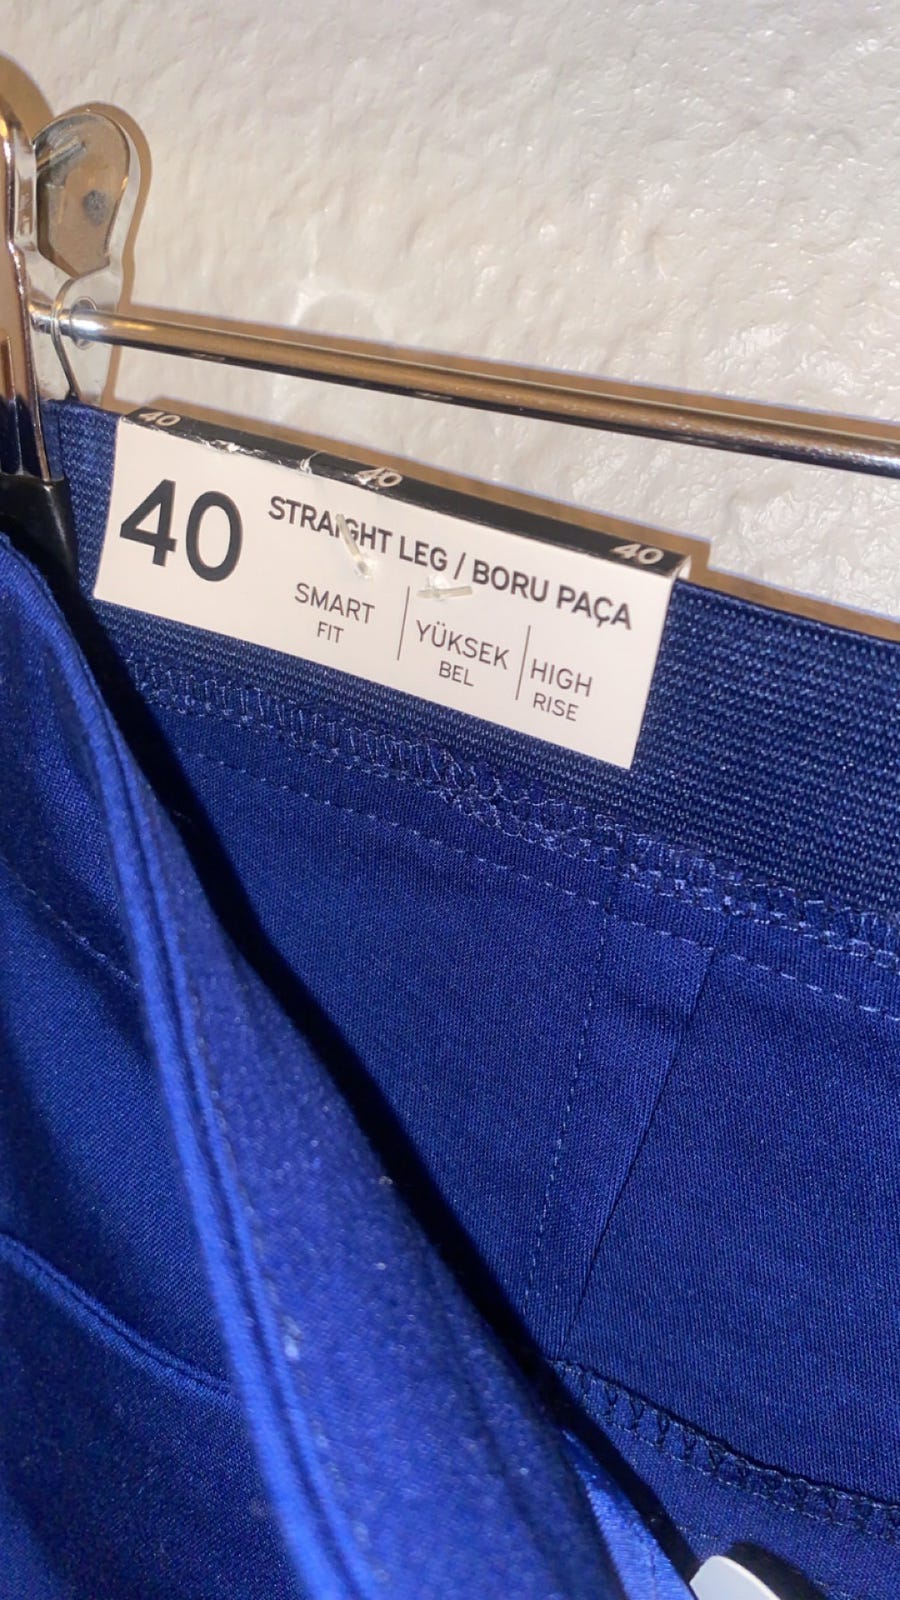 40 40 40
40
STRAIGHT LEG / BORU PAÇA
SMART
FIT
YÜKSEK
BEL
HIGH
RISE